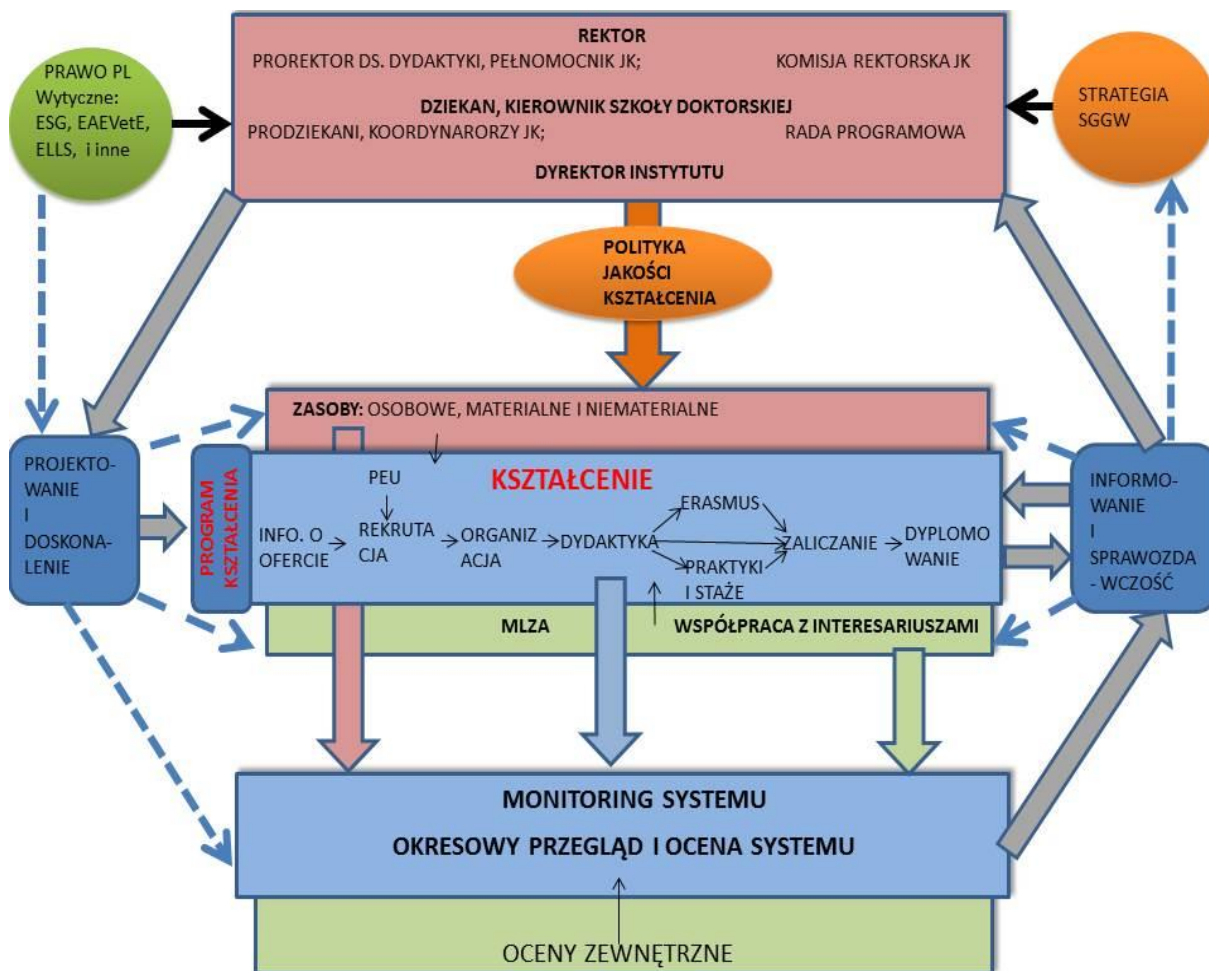 REKTOR
PROREKTOR DS. DYDAKTYKI, PEŁNOMOCNIK JK; KOMISJA REKTORSKA JK
DZIEKAN, KIEROWNIK SZKOŁY DOKTORSKIEJ
PRODZIEKANI, KOORDYNARORZY JK; RADA PROGRAMOWA
DYREKTOR INSTYTUTU
PRAWO PL
Wytyczne:
ESG, EAEVetE,
ELLS, i inne
STRATEGIA
SGGW
POLITYKA
JAKOŚCI
KSZTAŁCENIA
ZASOBY: OSOBOWE, MATERIALNE I NIEMATERIALNE
PROJEKTO-
WANIE
I
DOSKONA-
LENIE
PROGRAM
KSZTAŁCENIA
KSZTAŁCENIE
PEU
INFO. O
OFERCIE
REKRUTA
CJA
ORGANIZ
ACJA
DYDAKTYKA
ERASMUS
PRAKTYKI
I STAŻE
ZALICZANIE
DYPLOMO
WANIE
INFORMO-
WANIE
I
SPRAWOZDA
- WCZOŚĆ
MLZA
WSPÓŁPRACA Z INTERESARIUSZAMI
MONITORING SYSTEMU
OKRESOWY PRZEGLĄD I OCENA SYSTEMU
OCENY ZEWNĘTRZNE